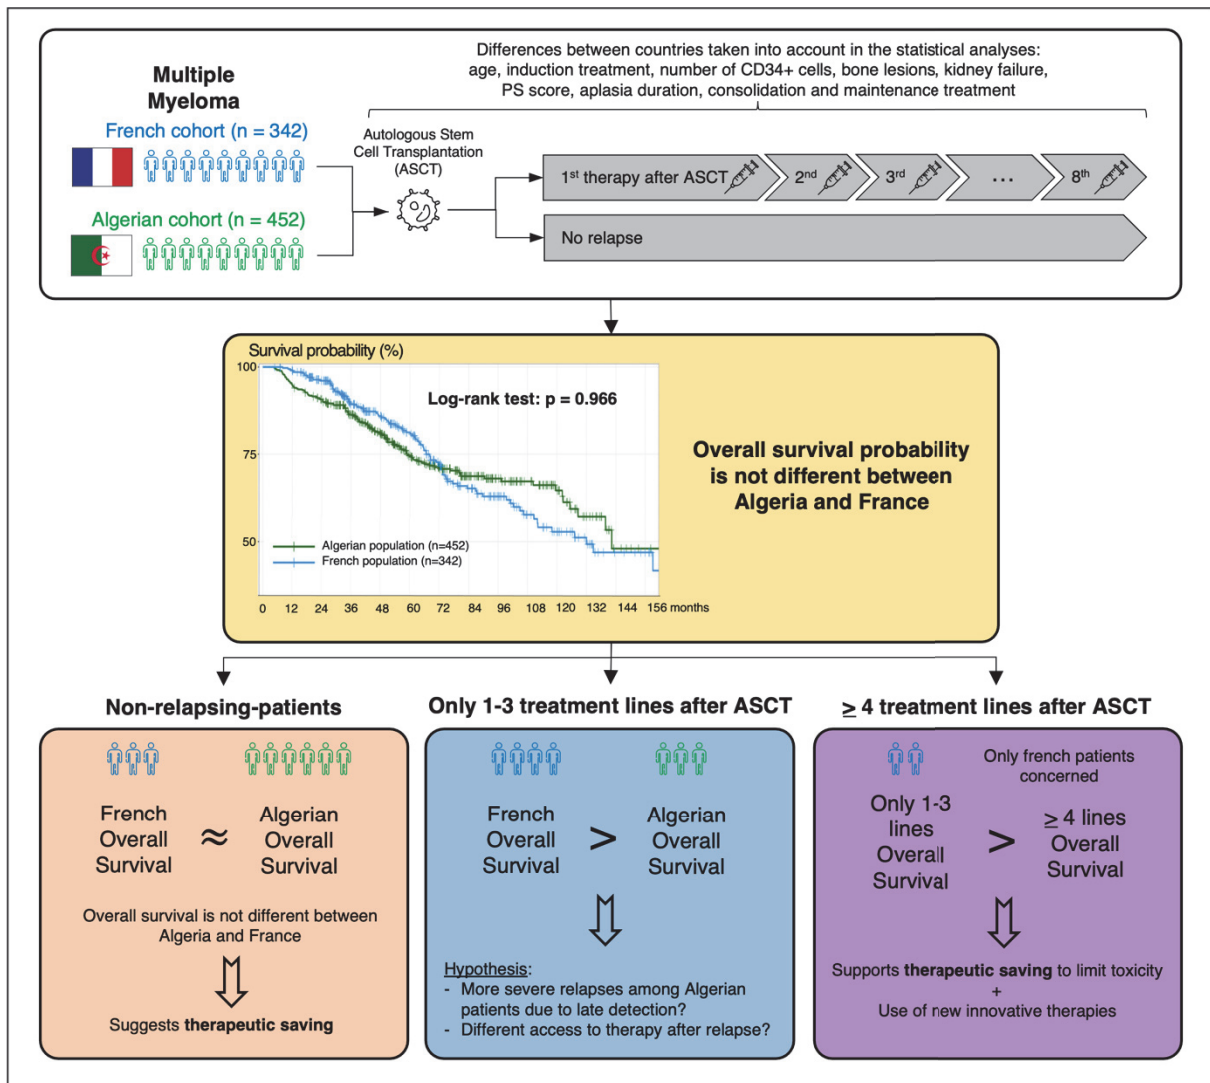 Differences between countries taken into account in the statistical analyses:
age, induction treatment, number of CD34+ cells, bone lesions, kidney failure,
PS score, aplasia duration, consolidation and maintenance treatment
Multiple
Myeloma
French cohort (n = 342)
Algerian cohort (n = 452)
Autologous Stem
Cell Transplantation
(ASCT)
1st therapy after ASCT
2nd
3rd
...
8th
No relapse
Survival probability (%)
100
75
50
Log-rank test: p = 0.966
Algerian population (n=452)
French population (n=342)
0 12 24 36 48 60 72 84 96 108 120 132 144 156 months
Overall survival probability
is not different between
Algeria and France
Non-relapsing-patients
French
Overall
Survival
≈
Algerian
Overall
Survival
Overall survival is not different between
Algeria and France
Suggests therapeutic saving
Only 1-3 treatment lines after ASCT
French
Overall
Survival
>
Algerian
Overall
Survival
Hypothesis:
- More severe relapses among Algerian
patients due to late detection?
- Different access to therapy after relapse?
≥ 4 treatment lines after ASCT
Only french patients
concerned
Only 1-3
lines
Overall
Survival
>
≥ 4 lines
Overall
Survival
Supports therapeutic saving to limit toxicity
+
Use of new innovative therapies